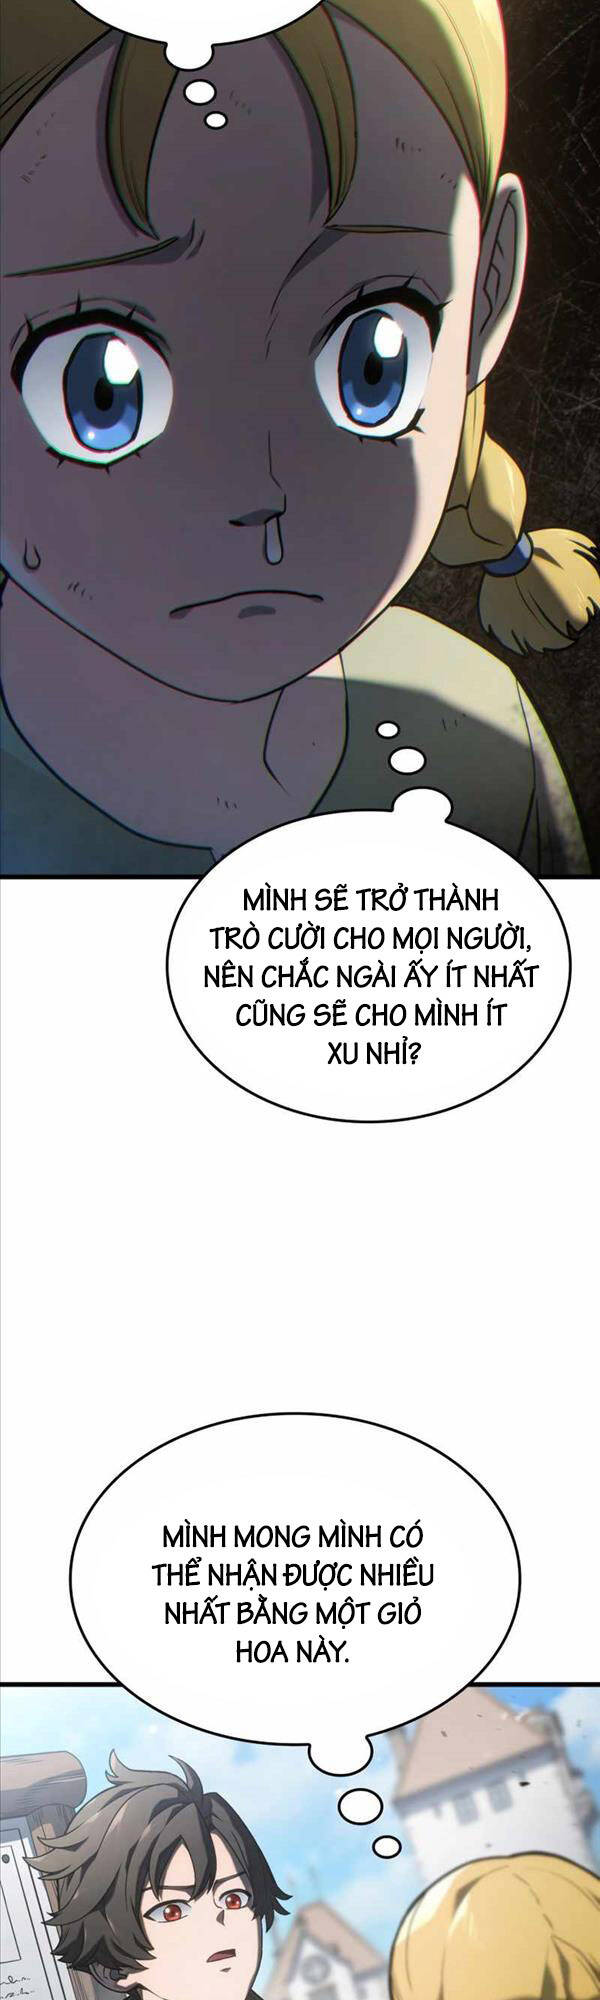 MÌNH SẼ TRỞ THÀNH
TRÒ CƯỜI CHO MỌI NGƯỜI,
NÊN CHẮC NGÀI ẤY ÍT NHẤT
CŨNG SẼ CHO MÌNH ÍT
XU NHỈ?
MÌNH MONG MÌNH CÓ
THỂ NHẬN ĐƯỢC NHIỀU
NHẤT BẰNG MỘT GIỎ
HOA NÀY.